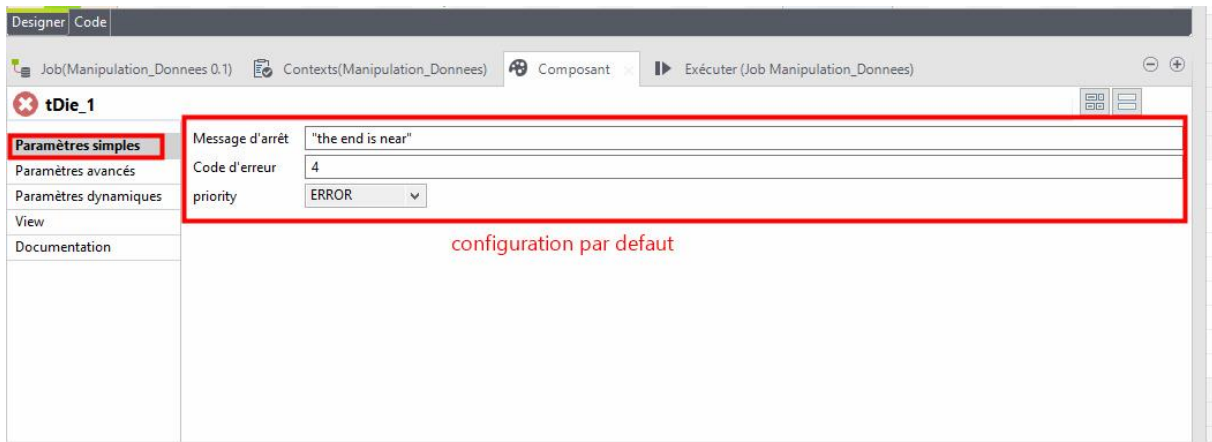 Designer Code
Job(Manipulation_Donnees 0.1) Contexts(Manipulation_Donnees) Composant Exécuter (Job Manipulation_Donnees)
tDie_1
Paramètres simples
Message d'arrêt "the end is near"
Paramètres avancés
Code d'erreur 4
Paramètres dynamiques
priority ERROR
View
Documentation
configuration par defaut